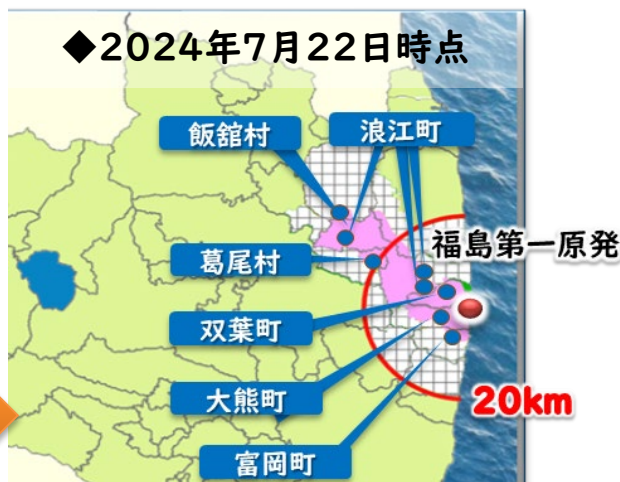 ◆2024年7月22日時点
飯舘村
浪江町
福島第一原発
葛尾村
双葉町
大熊町
20km
富岡町